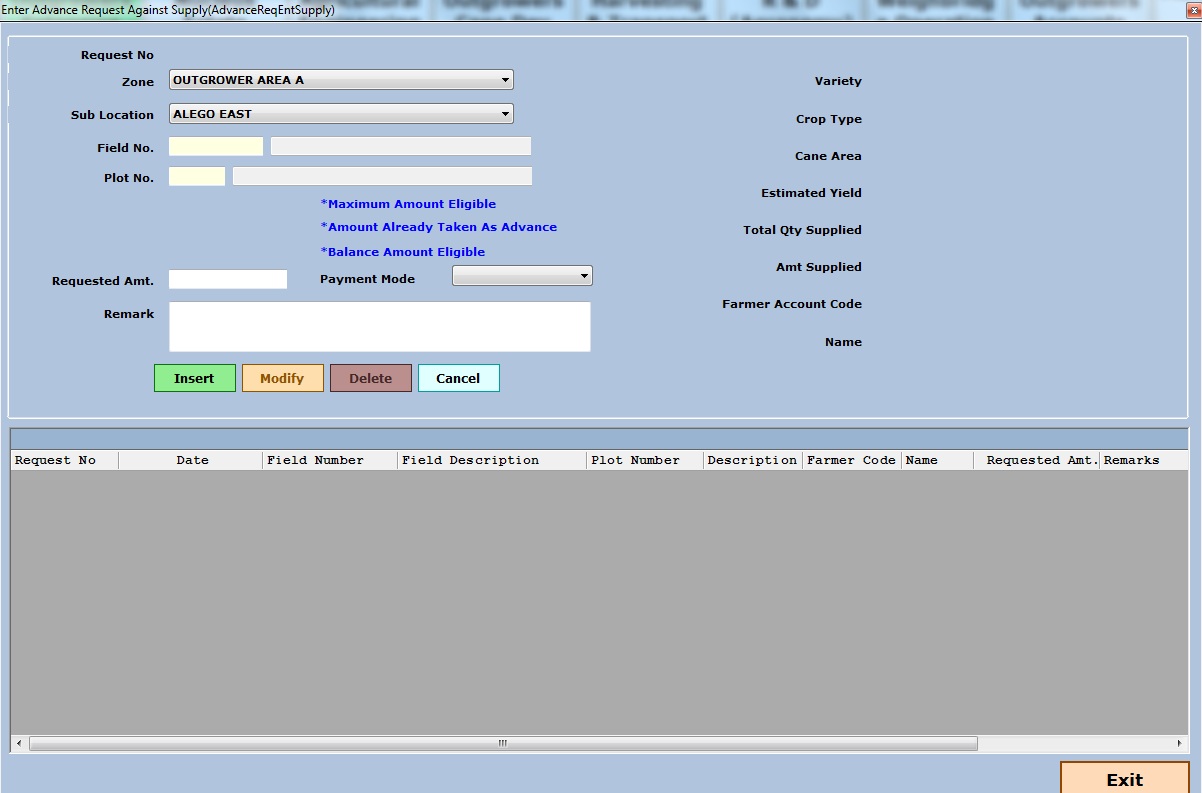 Enter Advance Request Against Supply(AdvanceReqEntSupply)
Request No
Zone OUTGROWER AREA A
Sub Location ALEGO EAST
Field No.
Plot No.
*Maximum Amount Eligible
*Amount Already Taken As Advance
*Balance Amount Eligible
Requested Amt. Payment Mode
Remark
Insert Modify Delete Cancel
Variety
Crop Type
Cane Area
Estimated Yield
Total Qty Supplied
Amt Supplied
Farmer Account Code
Name
Request No Date Field Number Field Description Plot Number Description Farmer Code Name Requested Amt. Remarks
Exit